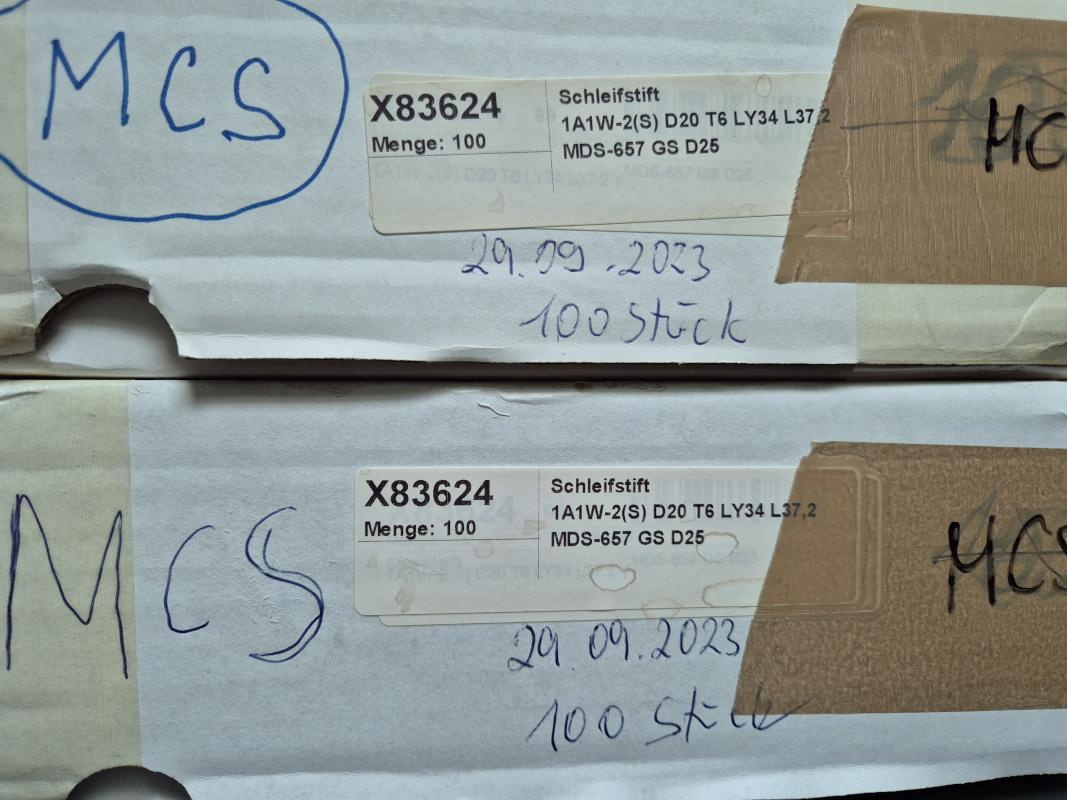 MCS
X83624
Menge: 100
Schleifstift
1A1W-2(S) D20 T6 LY34 L37,2
MDS-657 GS D25
MC
29.09.2023
100 Stück
MCS
X83624
Menge: 100
Schleifstift
1A1W-2(S) D20 T6 LY34 L37,2
MDS-657 GS D25
MCS
29.09.2023
100 Stück